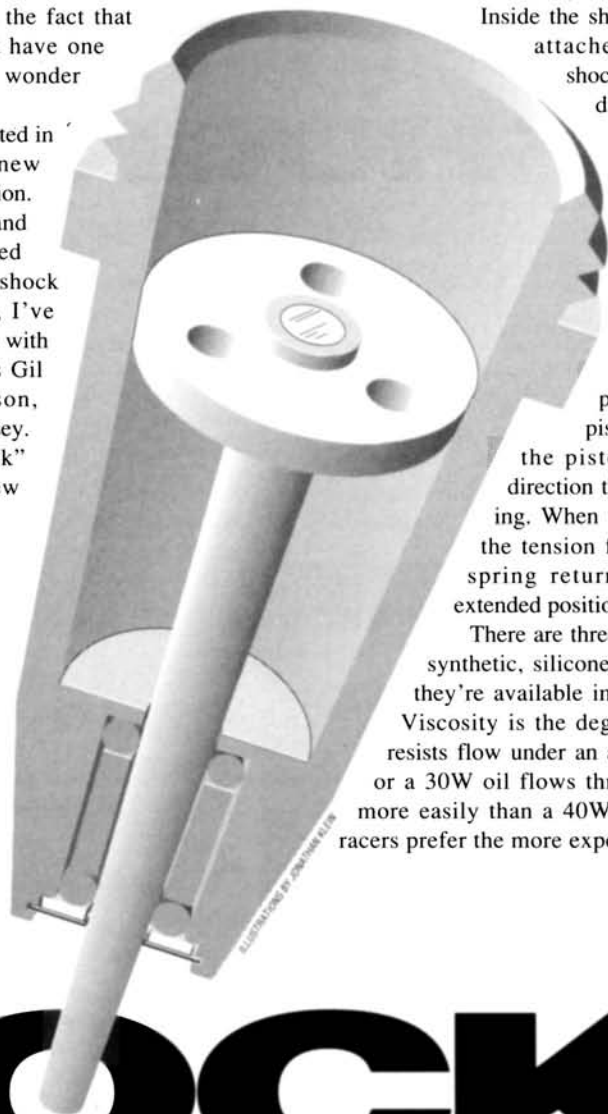 the fact that
have one
wonder
ted in
new
ion.
and
ed
shock
I've
with
s Gil
son,
ey.
k"
ew
Inside the sh
attache
shoc
d
p
pis
the pist
direction t
ing. When
the tension f
spring return
extended positio
There are thre
synthetic, silicone
they're available in
Viscosity is the deg
resists flow under an a
or a 30W oil flows thr
more easily than a 40W
racers prefer the more expe
ILLUSTRATIONS BY JONATHAN KLEIN
OCK